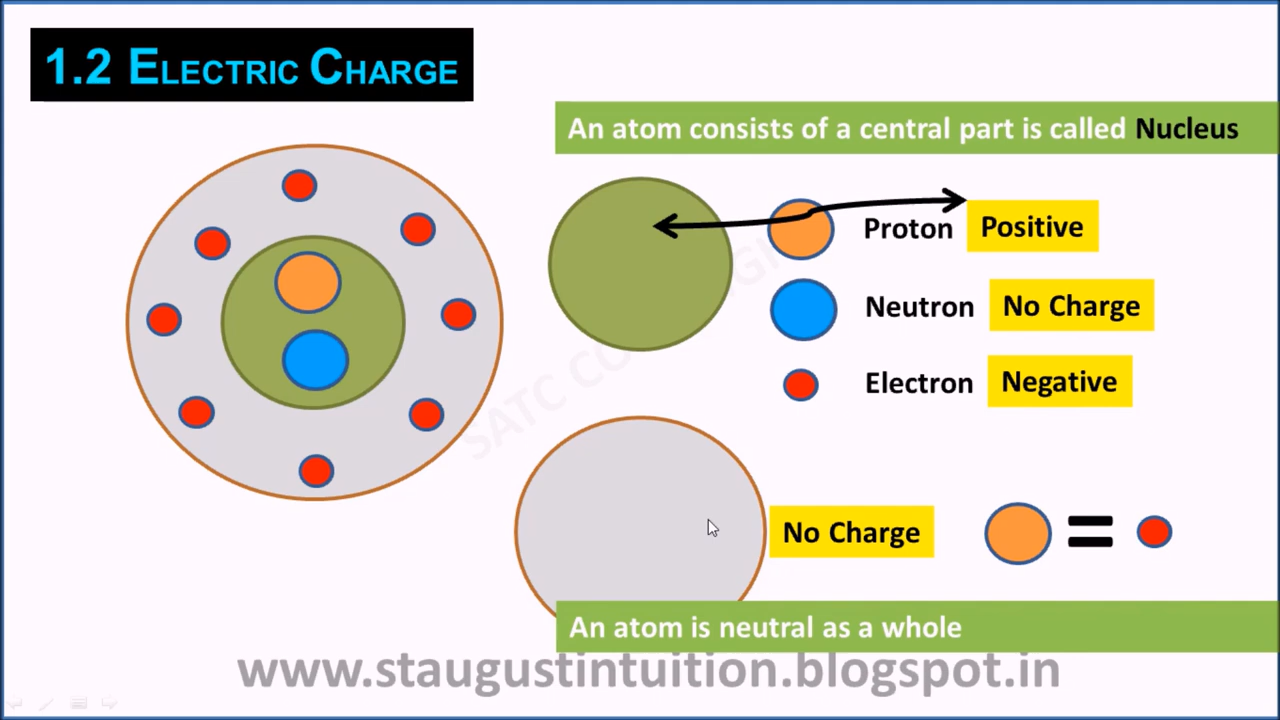 1.2 ELECTRIC CHARGE
An atom consists of a central part is called Nucleus
Proton Positive
Neutron No Charge
Electron Negative
No Charge =
An atom is neutral as a whole
www.staugustintuition.blogspot.in